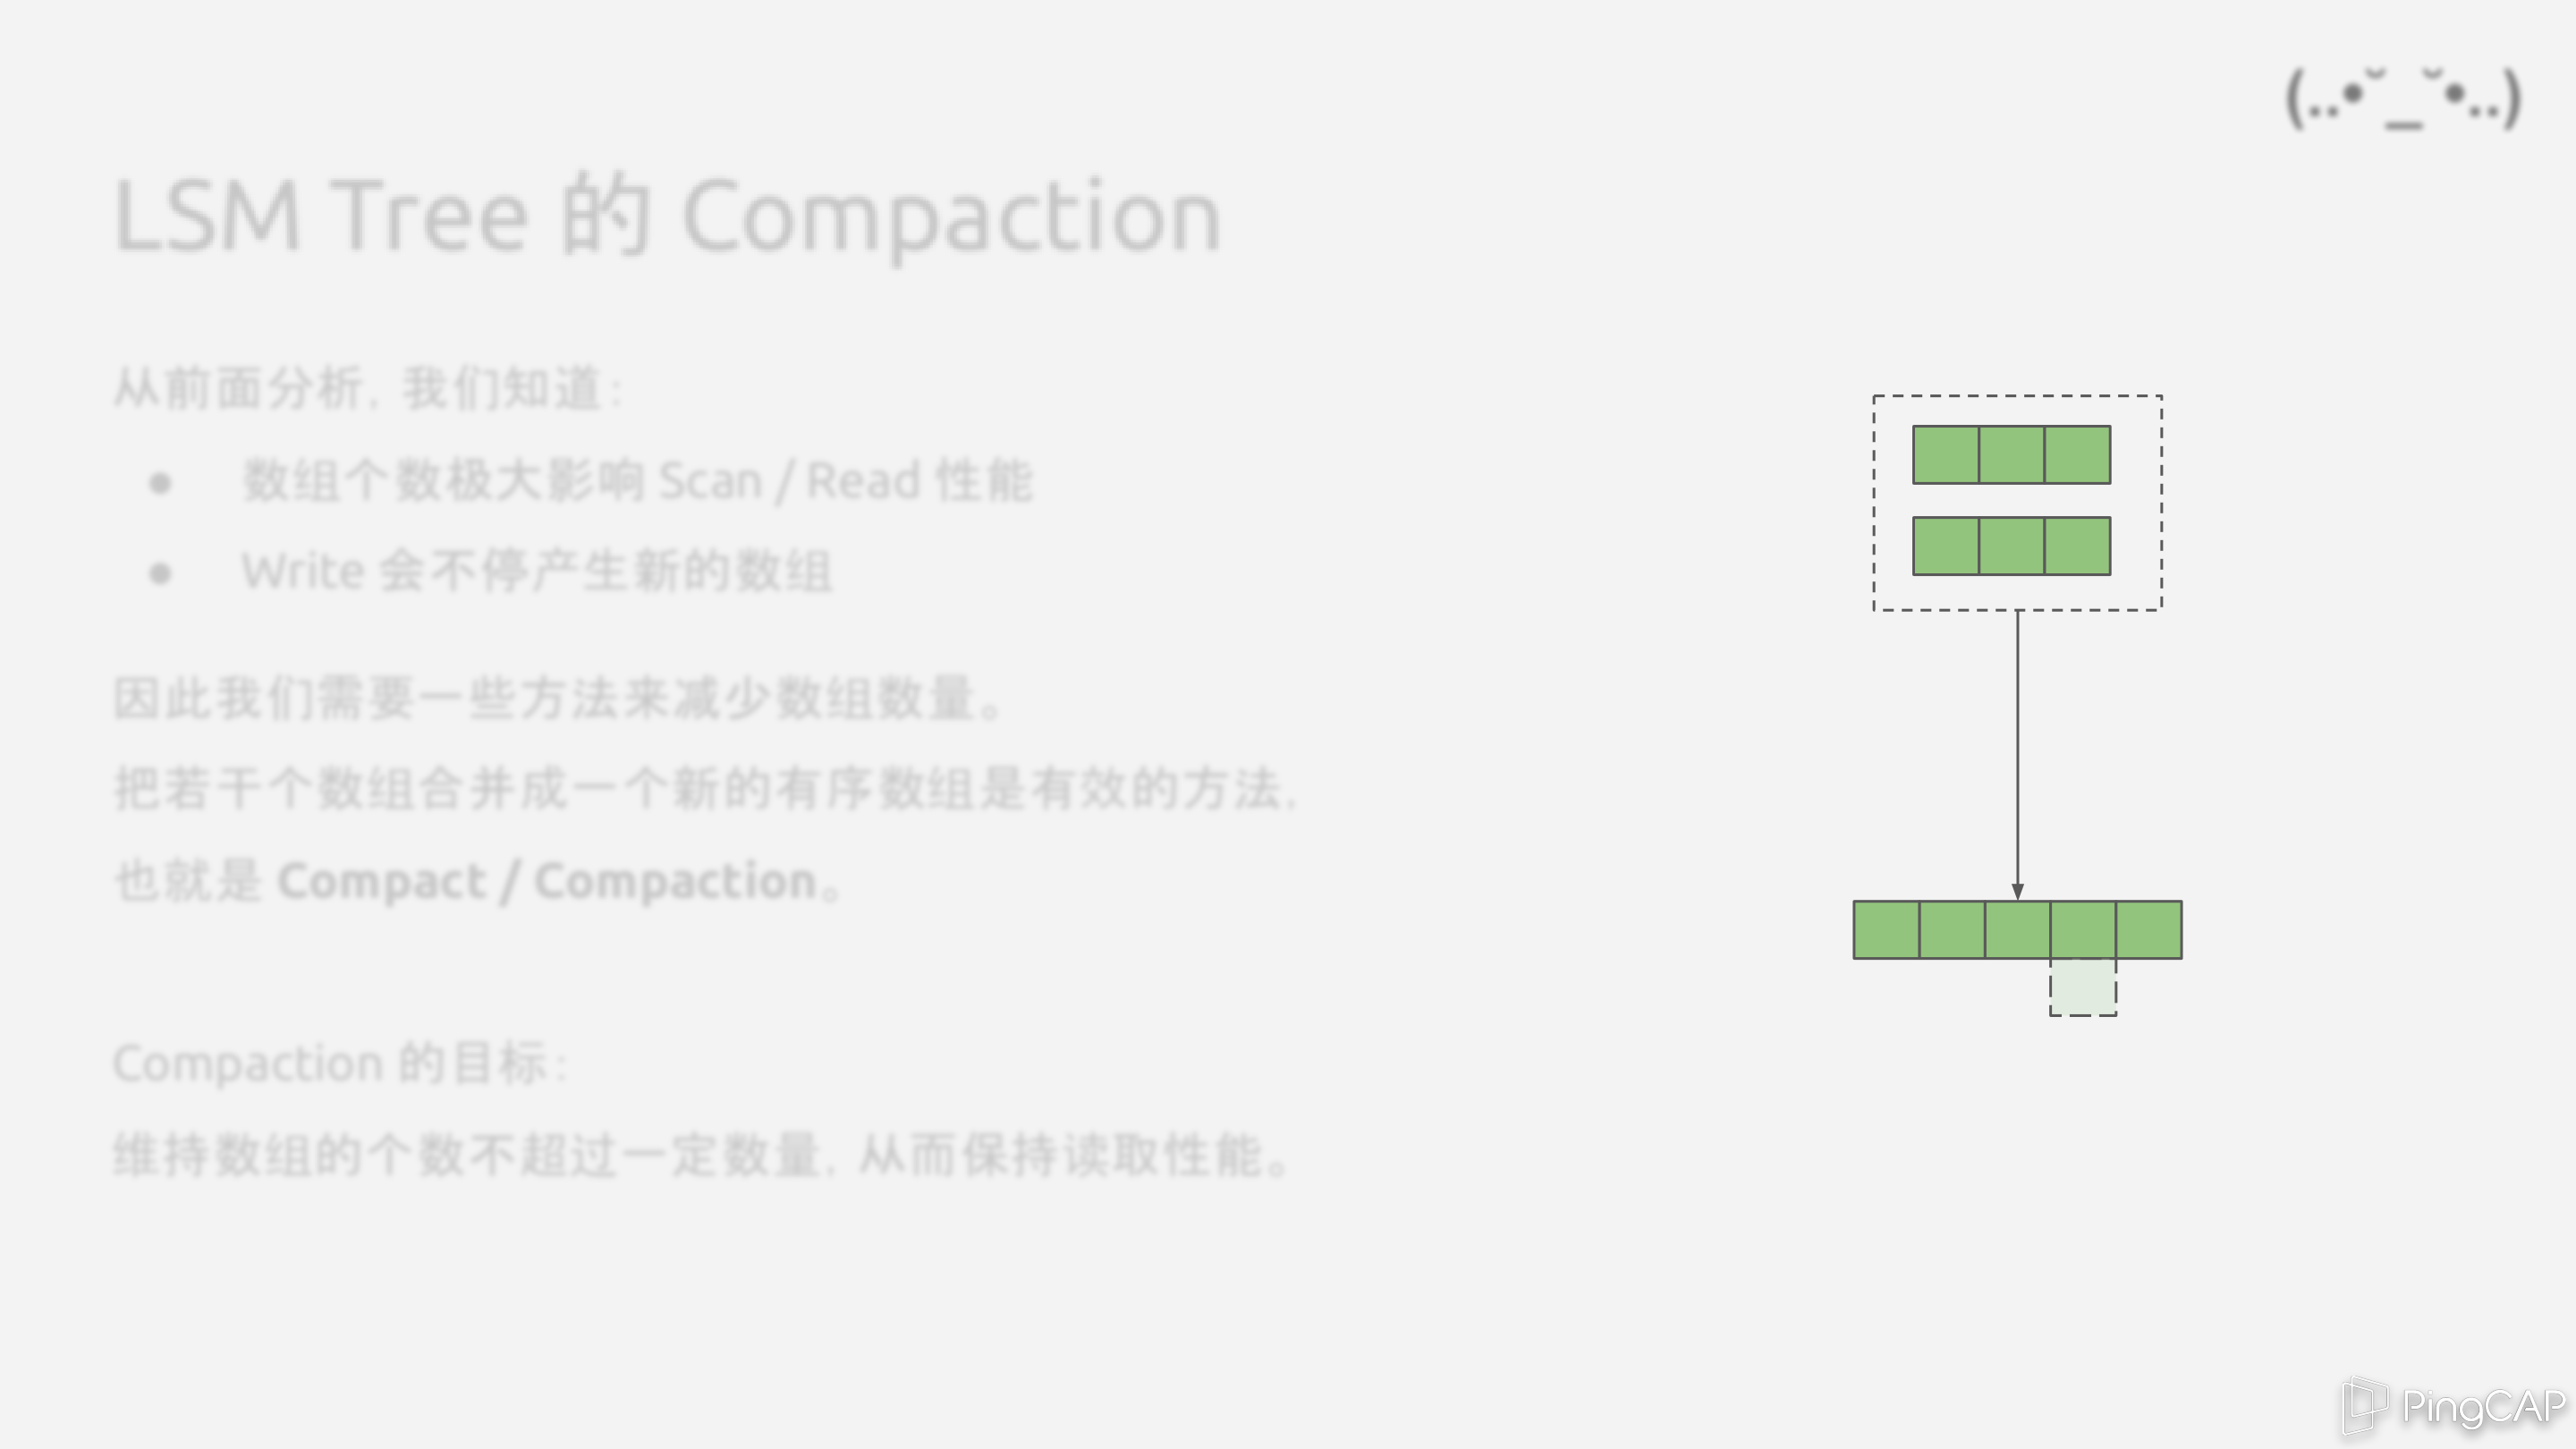 (..•˘_˘•..)
LSM Tree 的 Compaction
从前面分析，我们知道：
● 数组个数极大影响 Scan / Read 性能
● Write 会不停产生新的数组
因此我们需要一些方法来减少数组数量。
把若干个数组合并成一个新的有序数组是有效的方法，
也就是 Compact / Compaction。
Compaction 的目标：
维持数组的个数不超过一定数量，从而保持读取性能。
PingCAP